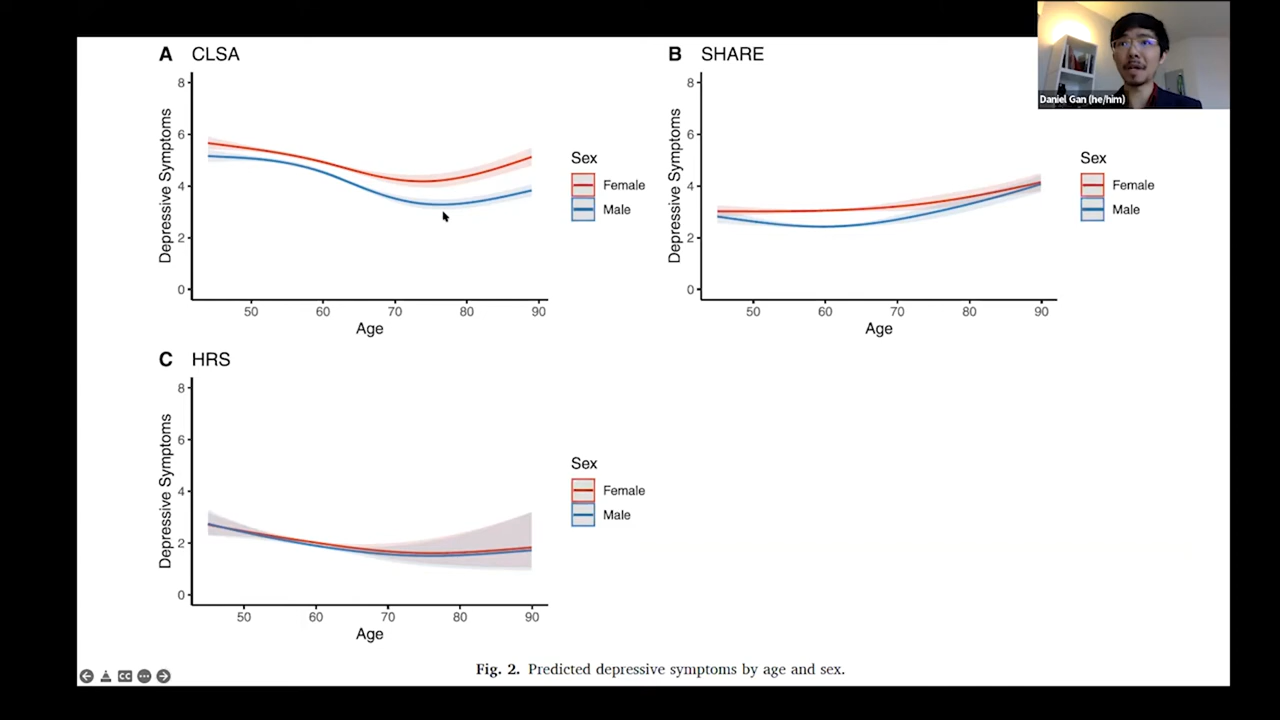 A CLSA
8
6
4
2
0
Depressive Symptoms
50 60 70 80 90
Age
Sex
Female
Male
B SHARE
8
6
4
2
0
Depressive Symptoms
50 60 70 80 90
Age
Sex
Female
Male
Daniel Gan (he/him)
C HRS
8
6
4
2
0
Depressive Symptoms
50 60 70 80 90
Age
Sex
Female
Male
Fig. 2. Predicted depressive symptoms by age and sex.
CC